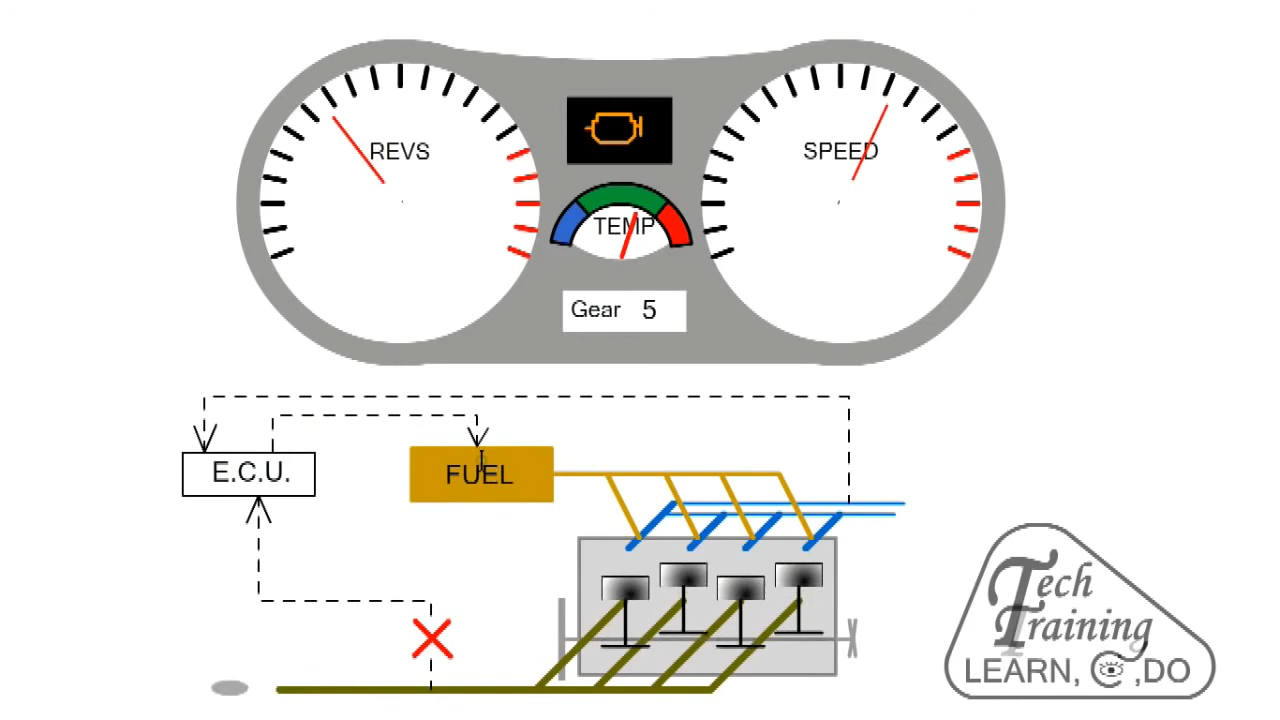 REVS
SPEED
TEMP
Gear 5
E.C.U.
FUEL
Tech
Training
LEARN, ,DO